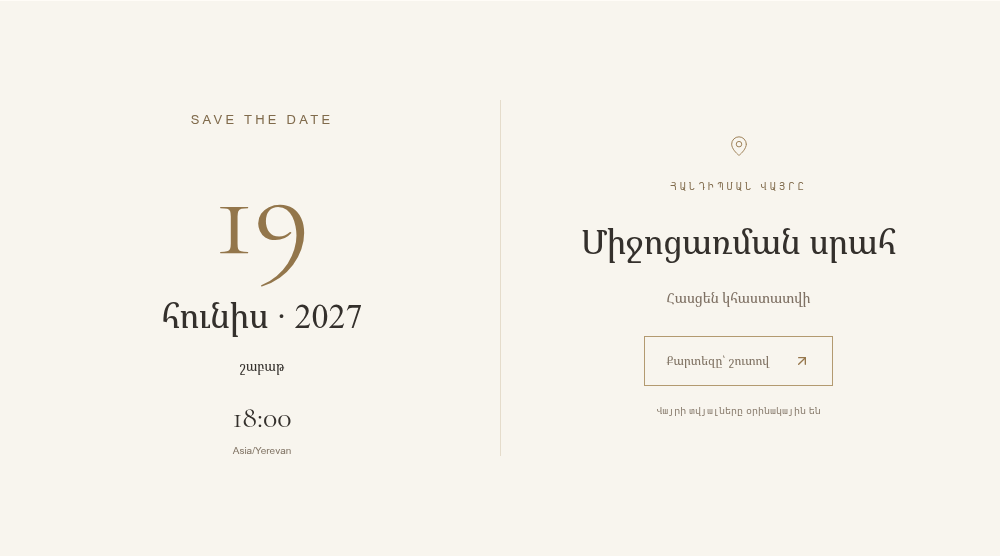 SAVE THE DATE
19
հունիս · 2027
շաբաթ
18:00
Asia/Yerevan
ՀԱՆԴԻՊՄԱՆ ՎԱՅՐԸ
Միջոցառման սրահ
Հասցեն կհաստատվի
Քարտեզը՝ շուտով
Վայրի տվյալները օրինակային են